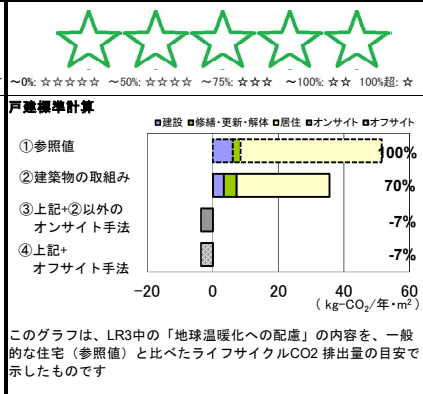 ~0%: ☆☆☆☆☆ ~50%: ☆☆☆☆ ~75%: ☆☆☆ ~100%: ☆☆ 100%超: ☆
戸建標準計算
■建設 ■修繕・更新・解体 □居住 ■オンサイト ▨オフサイト
①参照値
100%
②建築物の取組み
70%
③上記+②以外の
オンサイト手法
-7%
④上記+
オフサイト手法
-7%
-20 0 20 40 60
( kg-CO₂/年・m² )
このグラフは、LR3中の「地球温暖化への配慮」の内容を、一般
的な住宅（参照値）と比べたライフサイクルCO2 排出量の目安で
示したものです